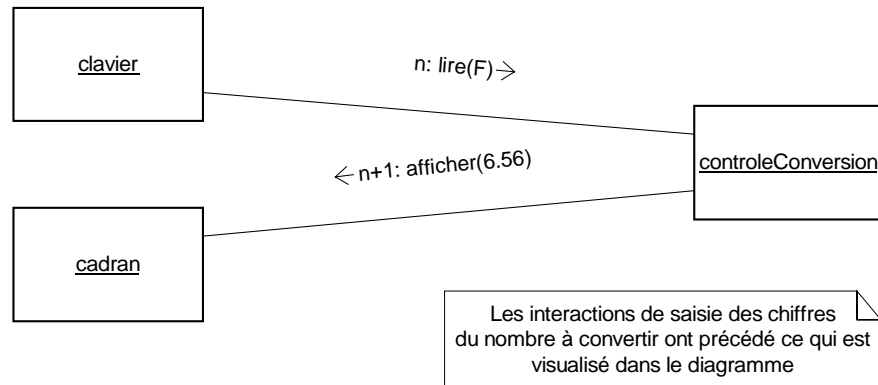 clavier
n: lire(F)
controleConversion
n+1: afficher(6.56)
cadran
Les interactions de saisie des chiffres
du nombre à convertir ont précédé ce qui est
visualisé dans le diagramme